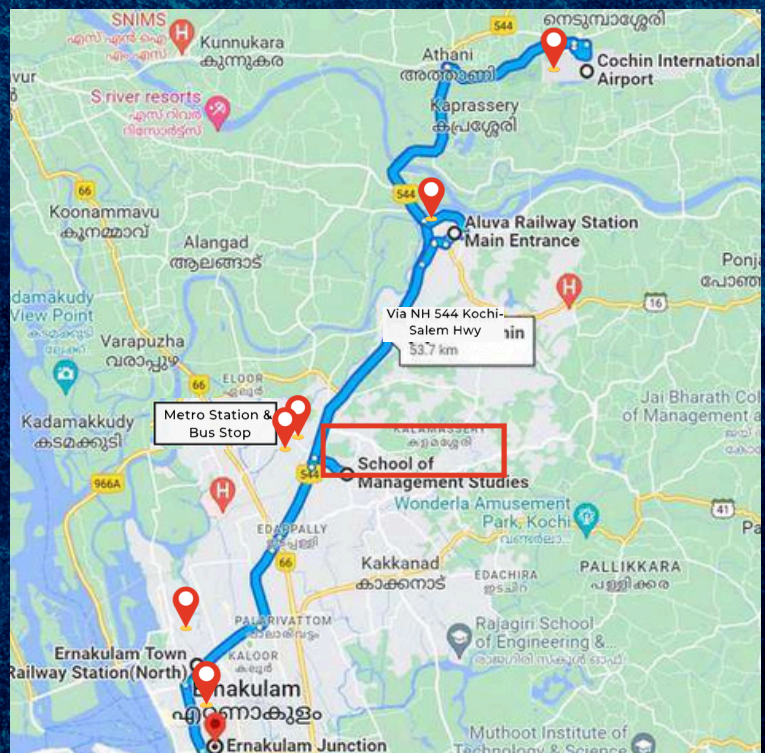 SNIMS
എസ് എൻ ഐ
എം എസ്
Kunnukara
കുന്നുകര
544
നെടുമ്പാശ്ശേരി
Athani
അത്താണി
Cochin International
Airport
S river resorts
എസ് റിവർ
റിസോർട്ട്സ്
Kaprassery
കപ്രശ്ശേരി
66
544
Koonammavu
കൂനമ്മാവ്
Alangad
ആലങ്ങാട്
Aluva Railway Station
Main Entrance
16
View Point
കടമക്കുടി
Via NH 544 Kochi-
Salem Hwy
53.7 km
Varapuzha
വരാപ്പുഴ
66
ELOOR
ഏലൂർ
Jai Bharath Col
of Management a
Kadamakkudy
കടമക്കുടി
Metro Station &
Bus Stop
KALAMASSERY
കളമശ്ശേരി
544
School of
Management Studies
966A
Wonderla Amusement
Park, Kochi
41
EDAPPALLY
ഇടപ്പള്ളി
66
Kakkanad
കാക്കനാട്
EDACHIRA
ഇടച്ചിറ
PALLIKKARA
പള്ളിക്കര
PALARIVATTOM
പാലാരിവട്ടം
Rajagiri School
of Engineering &...
രാജഗിരി സ്കൂൾ ഓഫ്
Ernakulam Town
Railway Station(North)
KALOOR
കലൂർ
Ernakulam
എറണാകുളം
Ernakulam Junction
Muthoot Institute of
Technology & Science